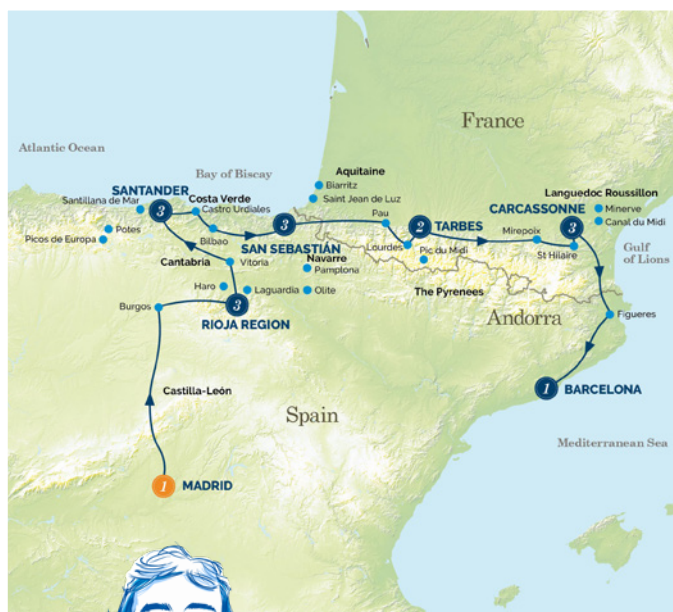 France
Atlantic Ocean
Bay of Biscay
Aquitaine
Biarritz
Saint Jean de Luz
SANTANDER
3
Costa Verde
Castro Urdiales
Santillana de Mar
Potes
Picos de Europa
Bilbao
3
SAN SEBASTIÁN
Pau
2
TARBES
Lourdes
Pic du Midi
CARCASSONNE
3
Languedoc Roussillon
Minerve
Canal du Midi
Mirepoix
St Hilaire
Gulf
of Lions
Cantabria
Vitoria
Navarre
Pamplona
The Pyrenees
Haro
Laguardia
Olite
Burgos
3
RIOJA REGION
Andorra
Figueres
Castilla-León
1
BARCELONA
Spain
Mediterranean Sea
1
MADRID